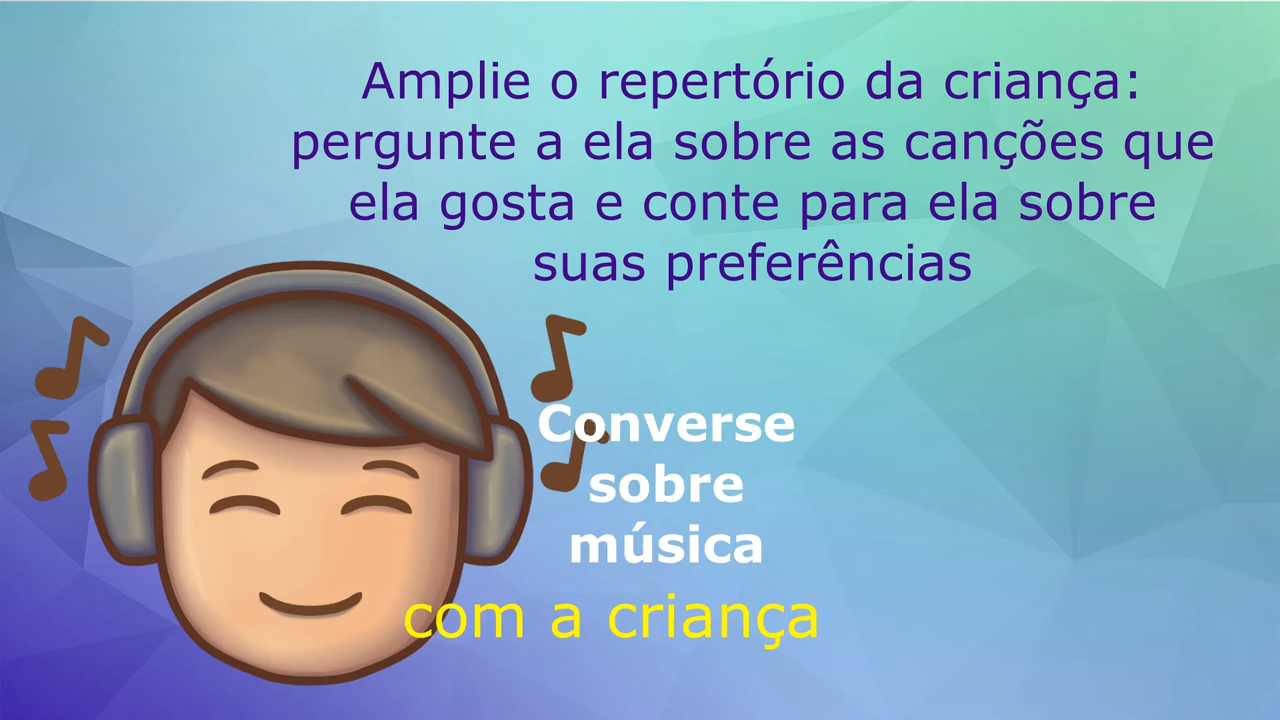 Amplie o repertório da criança:
pergunte a ela sobre as canções que
ela gosta e conte para ela sobre
suas preferências
Converse
sobre
música
com a criança